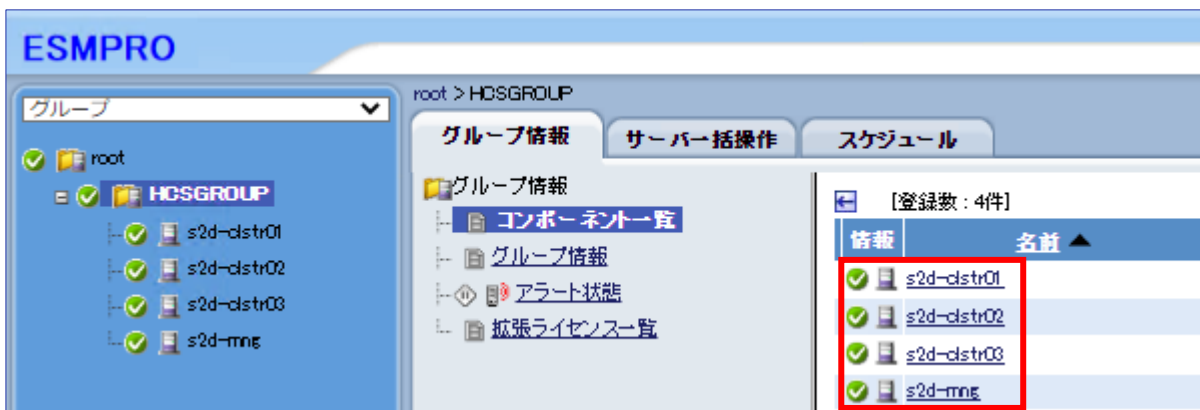 ESMPRO
グループ
root
HCSGROUP
s2d-clstr01
s2d-clstr02
s2d-clstr03
s2d-mng
root > HCSGROUP
グループ情報
サーバ一括操作
スケジュール
グループ情報
コンポーネント一覧
グループ情報
アラート状態
拡張ライセンス一覧
[登録数 : 4件]
情報
名前 ▲
s2d-clstr01
s2d-clstr02
s2d-clstr03
s2d-mng